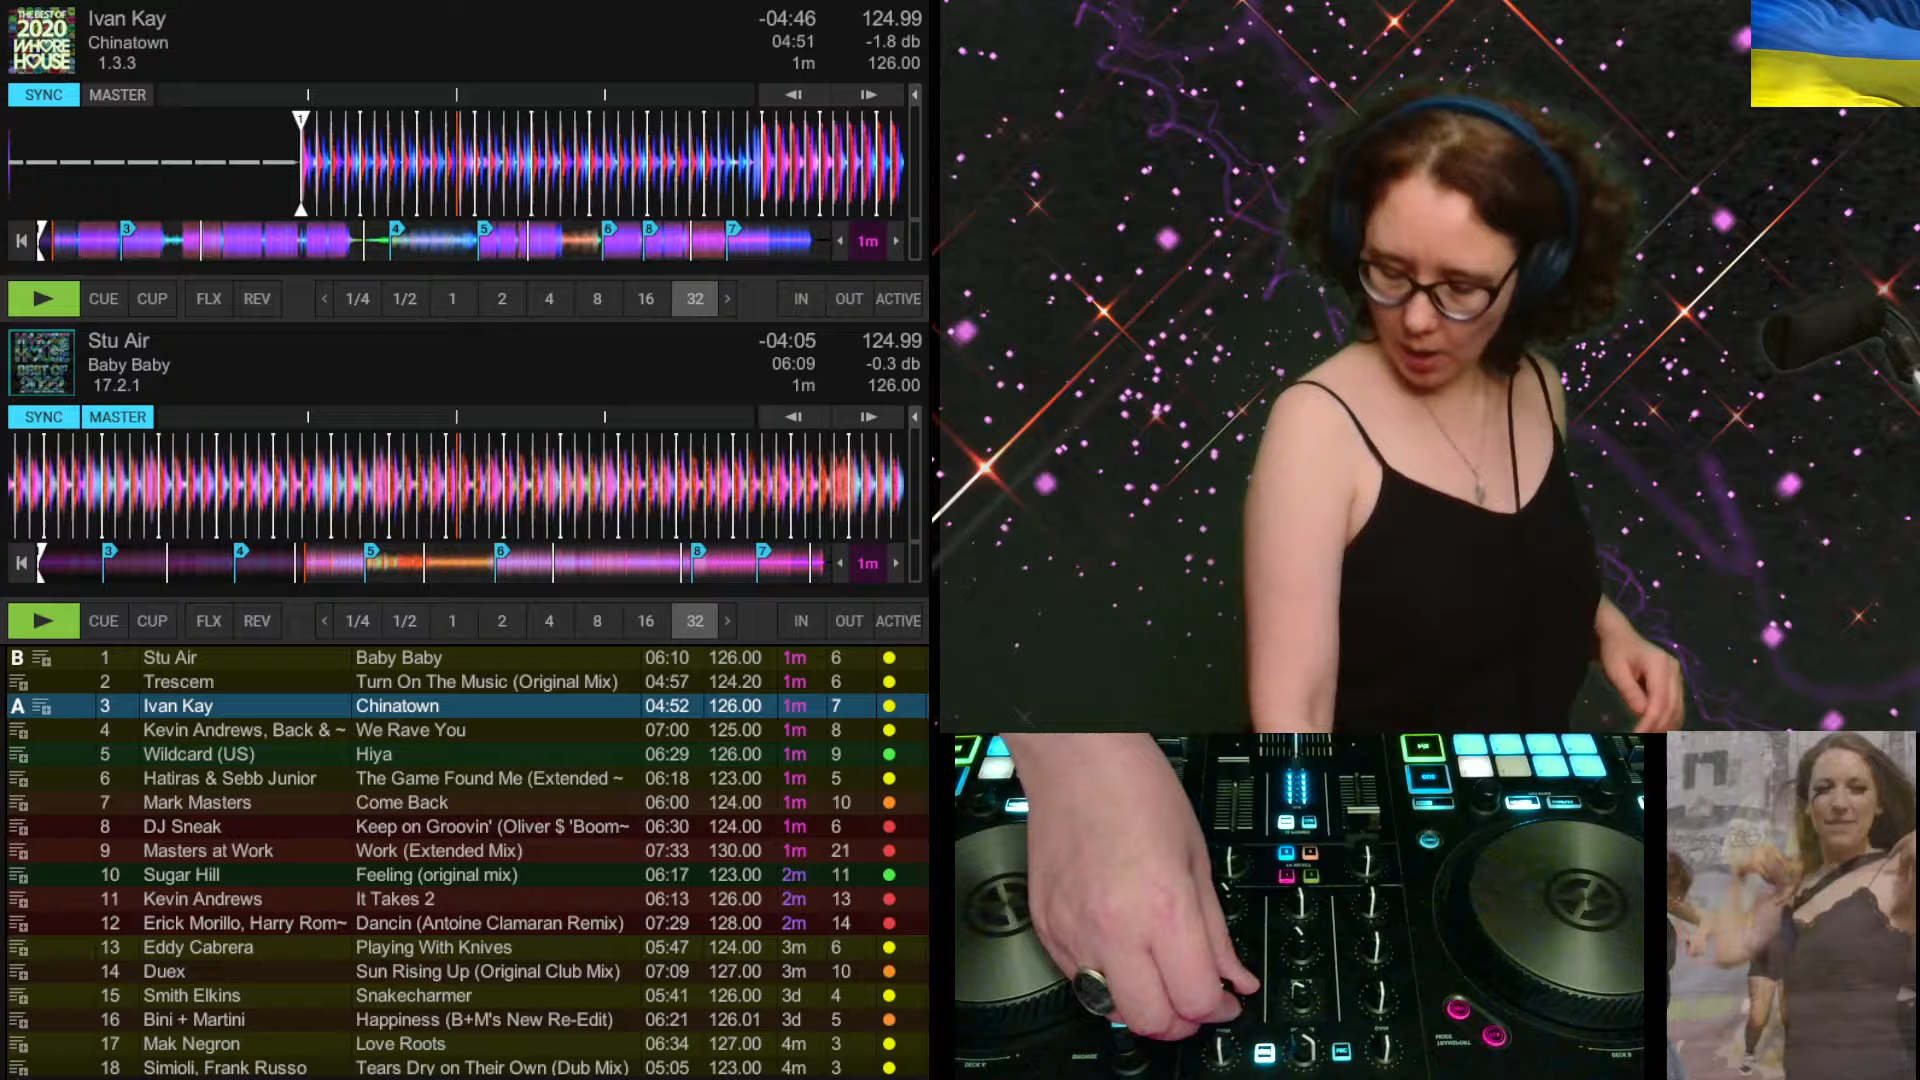 THE BEST OF
2020
WHORE
HOUSE
Ivan Kay
Chinatown
1.3.3
-04:46 124.99
04:51 -1.8 db
1m 126.00
SYNC MASTER
1
3 4 5 6 8 7
1m
CUE CUP FLX REV 1/4 1/2 1 2 4 8 16 32 IN OUT ACTIVE
Stu Air
Baby Baby
17.2.1
-04:05 124.99
06:09 -0.3 db
1m 126.00
SYNC MASTER
3 4 5 6 8 7
1m
CUE CUP FLX REV 1/4 1/2 1 2 4 8 16 32 IN OUT ACTIVE
B 1 Stu Air Baby Baby 06:10 126.00 1m 6
2 Trescem Turn On The Music (Original Mix) 04:57 124.20 1m 6
A 3 Ivan Kay Chinatown 04:52 126.00 1m 7
4 Kevin Andrews, Back & ~ We Rave You 07:00 125.00 1m 8
5 Wildcard (US) Hiya 06:29 126.00 1m 9
6 Hatiras & Sebb Junior The Game Found Me (Extended ~ 06:18 123.00 1m 5
7 Mark Masters Come Back 06:00 124.00 1m 10
8 DJ Sneak Keep on Groovin' (Oliver $ 'Boom~ 06:30 124.00 1m 6
9 Masters at Work Work (Extended Mix) 07:33 130.00 1m 21
10 Sugar Hill Feeling (original mix) 06:17 123.00 2m 11
11 Kevin Andrews It Takes 2 06:13 126.00 2m 13
12 Erick Morillo, Harry Rom~ Dancin (Antoine Clamaran Remix) 07:29 128.00 2m 14
13 Eddy Cabrera Playing With Knives 05:47 124.00 3m 6
14 Duex Sun Rising Up (Original Club Mix) 07:09 127.00 3m 10
15 Smith Elkins Snakecharmer 05:41 126.00 3d 4
16 Bini + Martini Happiness (B+M's New Re-Edit) 06:21 126.01 3d 5
17 Mak Negron Love Roots 06:34 127.00 4m 3
18 Simioli, Frank Russo Tears Dry on Their Own (Dub Mix) 05:05 123.00 4m 3